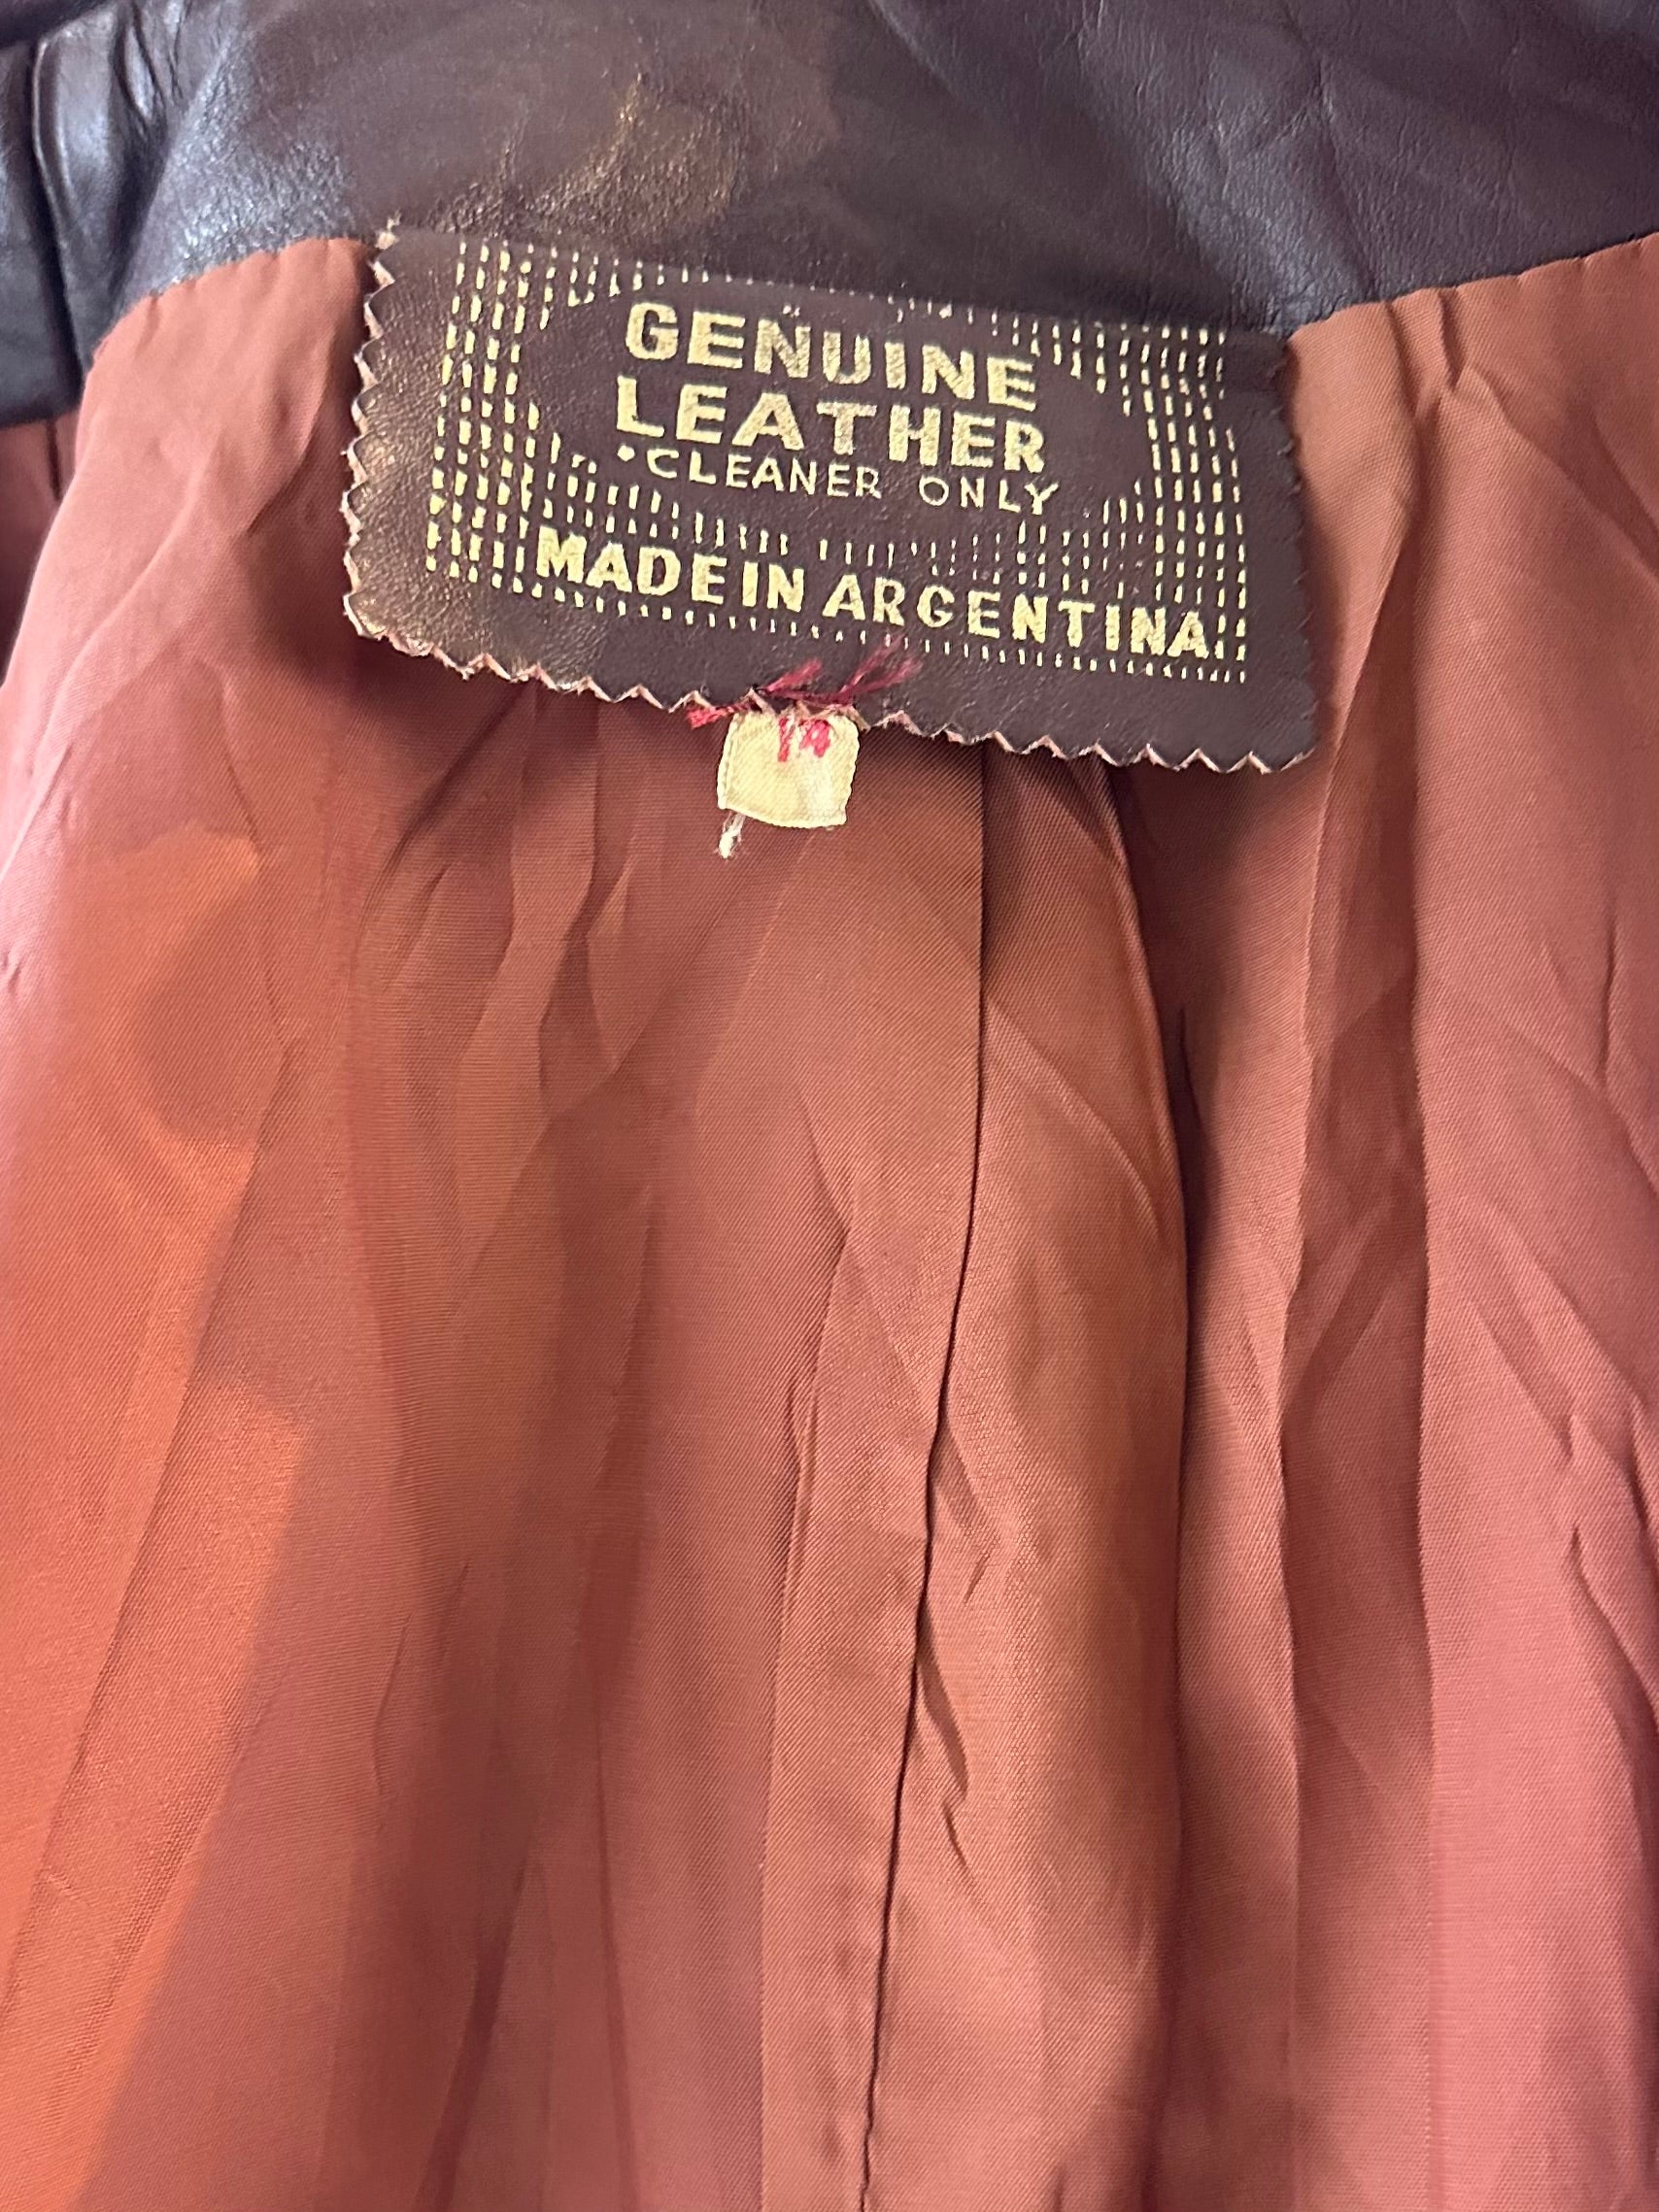 GENUINE
LEATHER
•CLEANER ONLY
MADE IN ARGENTINA
14